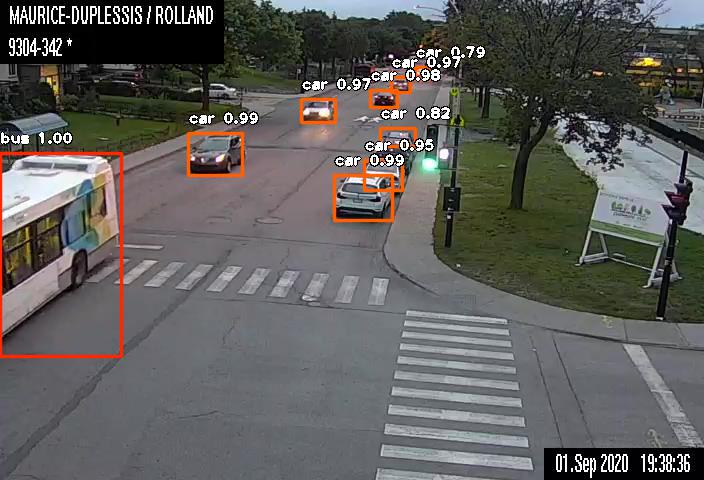 MAURICE-DUPLESSIS / ROLLAND
9304-342 *
car 0.79
car 0.97
car 0.98
car 0.97
car 0.82
car 0.99
car 0.95
bus 1.00
car 0.99
01.Sep 2020 19:38:36